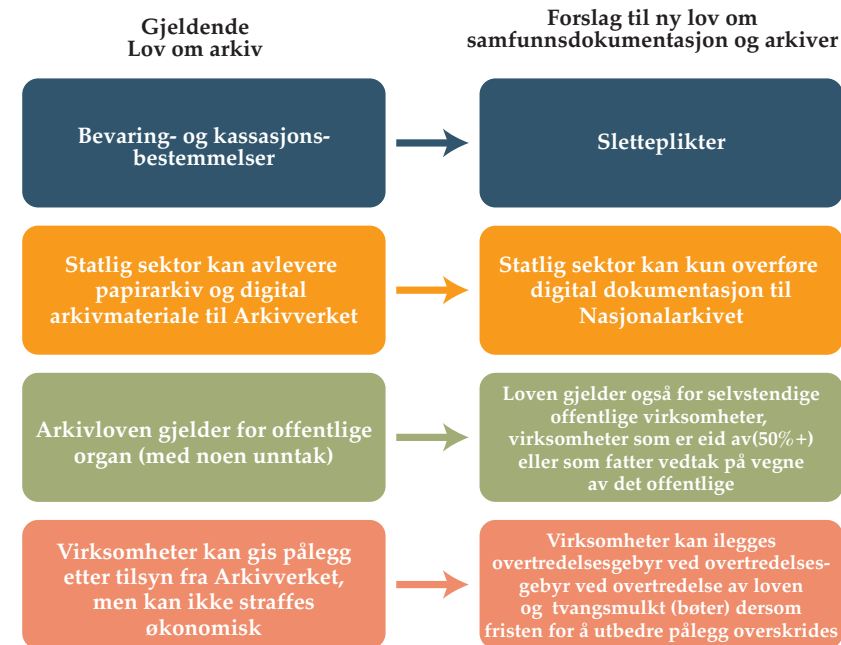 Gjeldende
Lov om arkiv
Forslag til ny lov om
samfunnsdokumentasjon og arkiver
Bevaring- og kassasjons-
bestemmelser
Sletteplikter
Statlig sektor kan avlevere
papirarkiv og digital
arkivmateriale til Arkivverket
Statlig sektor kan kun overføre
digital dokumentasjon til
Nasjonalarkivet
Arkivloven gjelder for offentlige
organ (med noen unntak)
Loven gjelder også for selvstendige
offentlige virksomheter,
virksomheter som er eid av(50%+)
eller som fatter vedtak på vegne
av det offentlige
Virksomheter kan gis pålegg
etter tilsyn fra Arkivverket,
men kan ikke straffes
økonomisk
Virksomheter kan ilegges
overtredelsesgebyr ved overtredelses-
gebyr ved overtredelse av loven
og tvangsmulkt (bøter) dersom
fristen for å utbedre pålegg overskrides